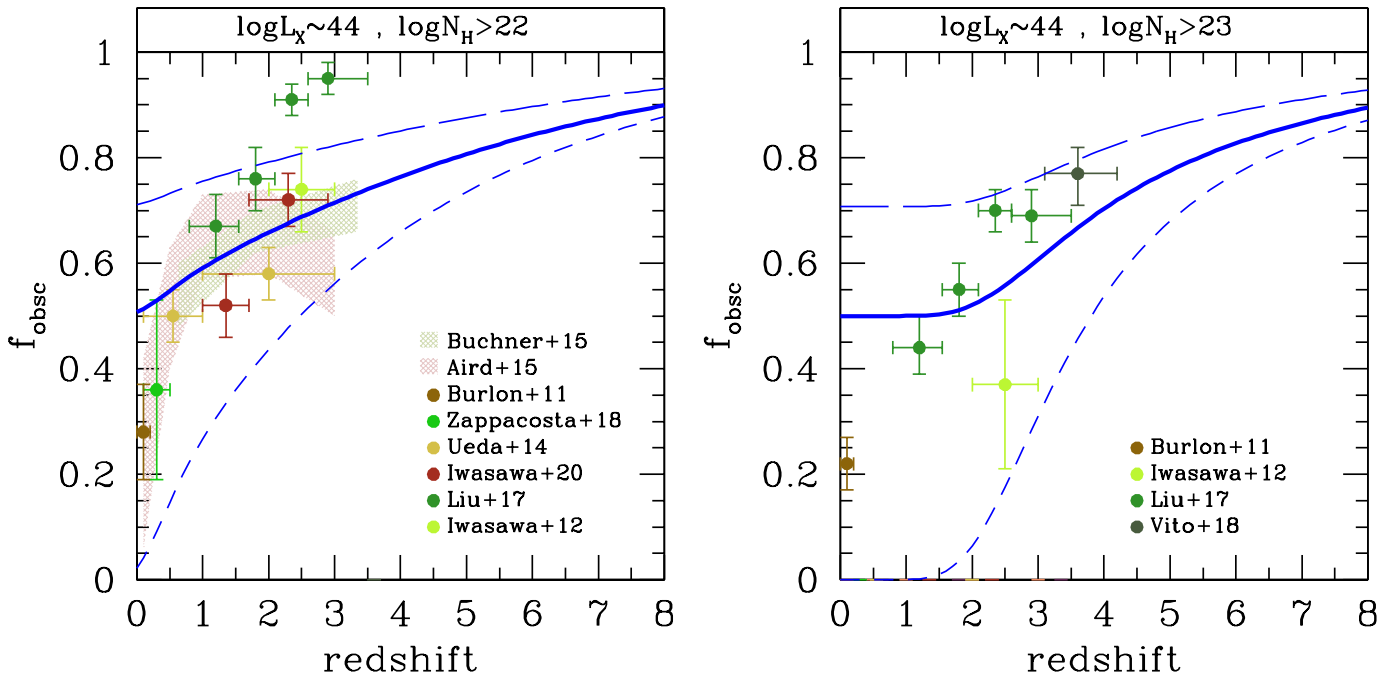 logL_X~44 , logN_H>22
1
0.8
0.6
0.4
0.2
0
f_obsc
Buchner+15
Aird+15
Burlon+11
Zappacosta+18
Ueda+14
Iwasawa+20
Liu+17
Iwasawa+12
0 1 2 3 4 5 6 7 8
redshift
logL_X~44 , logN_H>23
1
0.8
0.6
0.4
0.2
0
f_obsc
Burlon+11
Iwasawa+12
Liu+17
Vito+18
0 1 2 3 4 5 6 7 8
redshift